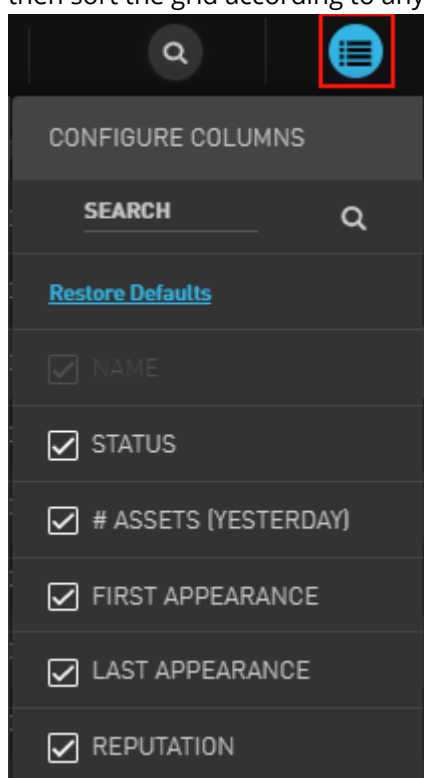 then sort the grid according to any
CONFIGURE COLUMNS
SEARCH
Restore Defaults
NAME
STATUS
# ASSETS (YESTERDAY)
FIRST APPEARANCE
LAST APPEARANCE
REPUTATION